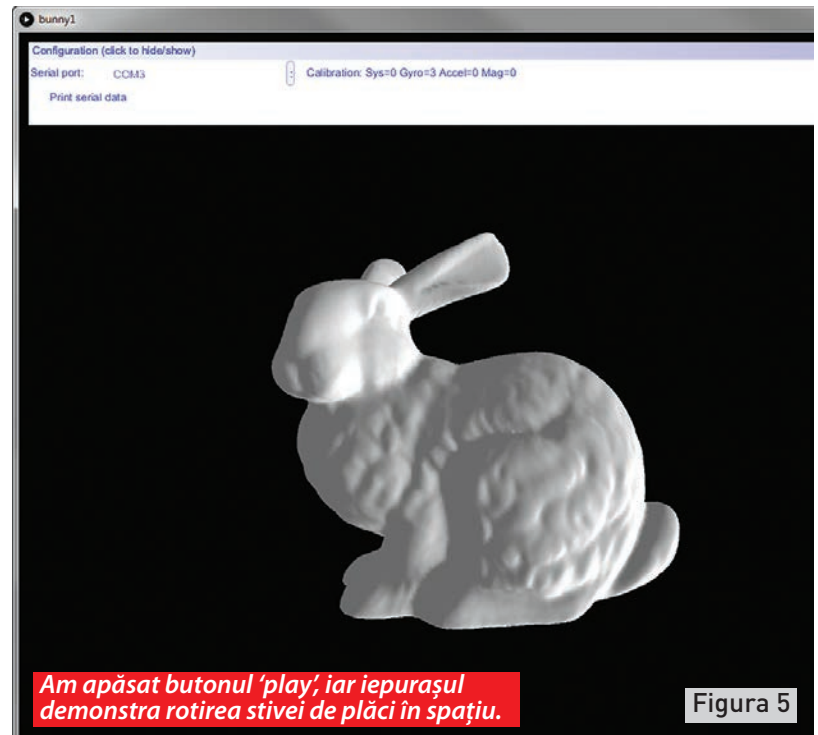 bunny1
Configuration (click to hide/show)
Serial port: COM3 Calibration: Sys=0 Gyro=3 Accel=0 Mag=0
Print serial data
Am apăsat butonul ‘play’, iar iepurașul
demonstra rotirea stivei de plăci în spațiu.
Figura 5